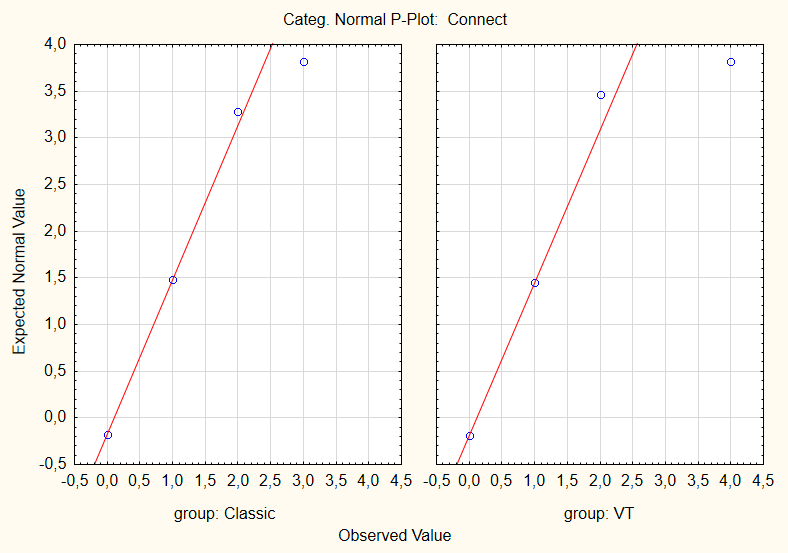 Categ. Normal P-Plot:  Connect
Expected Normal Value
4,0
3,5
3,0
2,5
2,0
1,5
1,0
0,5
0,0
-0,5
-0,5 0,0 0,5 1,0 1,5 2,0 2,5 3,0 3,5 4,0 4,5
-0,5 0,0 0,5 1,0 1,5 2,0 2,5 3,0 3,5 4,0 4,5
group: Classic
group: VT
Observed Value